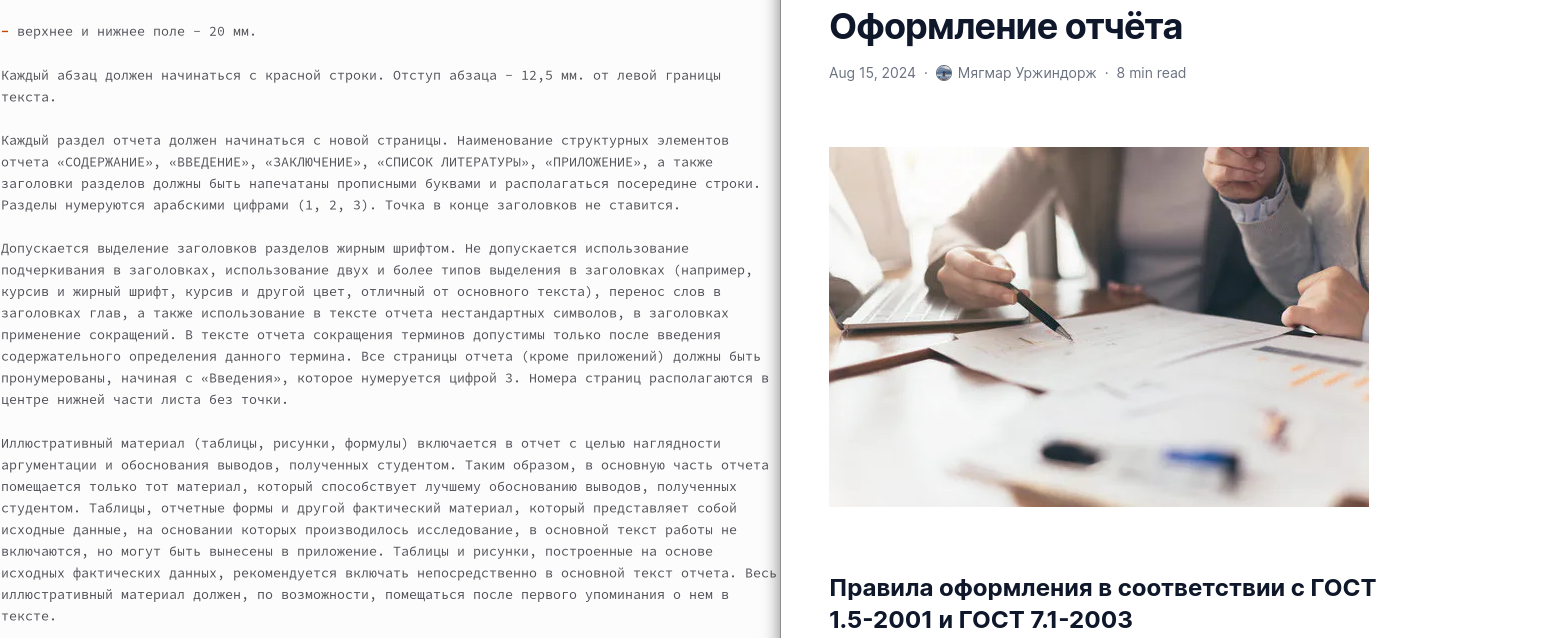 – верхнее и нижнее поле – 20 мм.
Каждый абзац должен начинаться с красной строки. Отступ абзаца – 12,5 мм. от левой границы
текста.
Каждый раздел отчета должен начинаться с новой страницы. Наименование структурных элементов
отчета «СОДЕРЖАНИЕ», «ВВЕДЕНИЕ», «ЗАКЛЮЧЕНИЕ», «СПИСОК ЛИТЕРАТУРЫ», «ПРИЛОЖЕНИЕ», а также
заголовки разделов должны быть напечатаны прописными буквами и располагаться посередине строки.
Разделы нумеруются арабскими цифрами (1, 2, 3). Точка в конце заголовков не ставится.
Допускается выделение заголовков разделов жирным шрифтом. Не допускается использование
подчеркивания в заголовках, использование двух и более типов выделения в заголовках (например,
курсив и жирный шрифт, курсив и другой цвет, отличный от основного текста), перенос слов в
заголовках глав, а также использование в тексте отчета нестандартных символов, в заголовках
применение сокращений. В тексте отчета сокращения терминов допустимы только после введения
содержательного определения данного термина. Все страницы отчета (кроме приложений) должны быть
пронумерованы, начиная с «Введения», которое нумеруется цифрой 3. Номера страниц располагаются в
центре нижней части листа без точки.
Иллюстративный материал (таблицы, рисунки, формулы) включается в отчет с целью наглядности
аргументации и обоснования выводов, полученных студентом. Таким образом, в основную часть отчета
помещается только тот материал, который способствует лучшему обоснованию выводов, полученных
студентом. Таблицы, отчетные формы и другой фактический материал, который представляет собой
исходные данные, на основании которых производилось исследование, в основной текст работы не
включаются, но могут быть вынесены в приложение. Таблицы и рисунки, построенные на основе
исходных фактических данных, рекомендуется включать непосредственно в основной текст отчета. Весь
иллюстративный материал должен, по возможности, помещаться после первого упоминания о нем в
тексте.
Оформление отчёта
Aug 15, 2024 · Мягмар Уржиндорж · 8 min read
Правила оформления в соответствии с ГОСТ
1.5-2001 и ГОСТ 7.1-2003